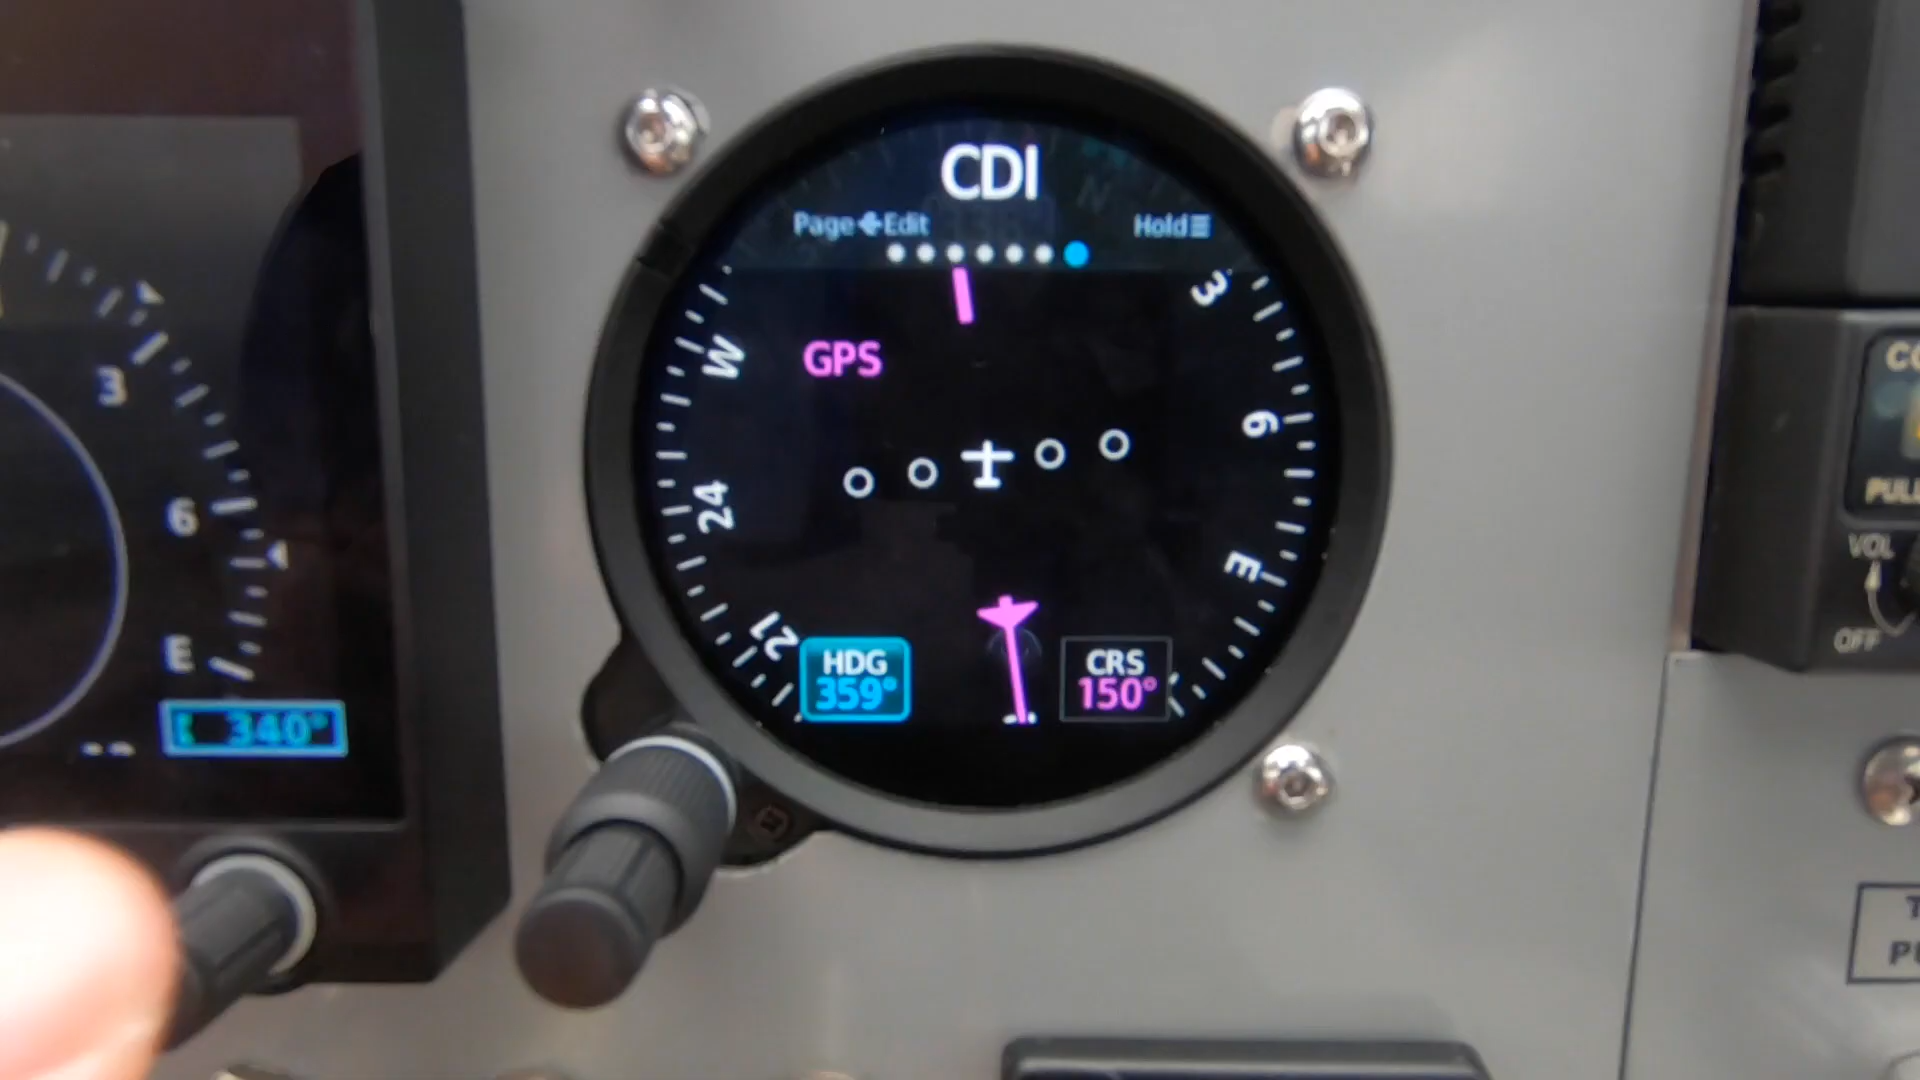 CDI
Page Edit Hold
3
W
GPS
3
6
6
24
E
E
21
HDG
359°
CRS
150°
340°
VOL
OFF